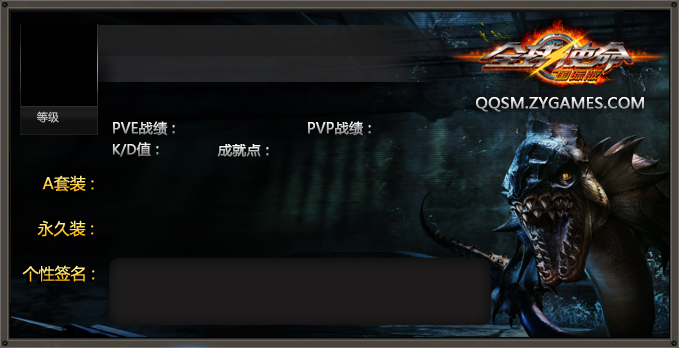 全球使命
国际版
QQSM.ZYGAMES.COM
等级
PVE战绩： PVP战绩：
K/D值： 成就点：
A套装：
永久装：
个性签名：